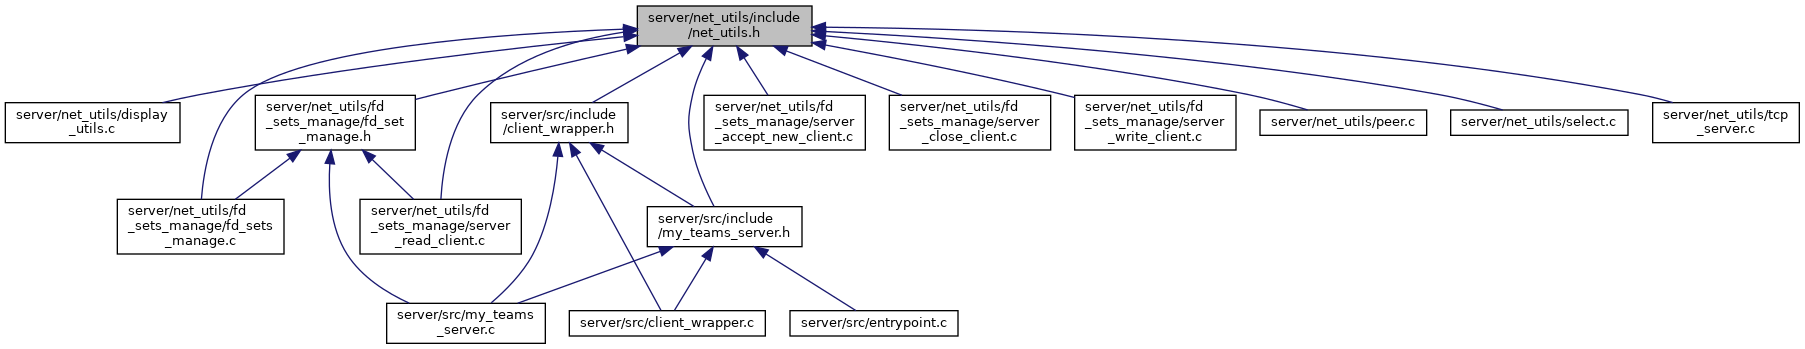 server/net_utils/include
/net_utils.h
server/net_utils/display
_utils.c
server/net_utils/fd
_sets_manage/fd_set
_manage.h
server/src/include
/client_wrapper.h
server/net_utils/fd
_sets_manage/server
_accept_new_client.c
server/net_utils/fd
_sets_manage/server
_close_client.c
server/net_utils/fd
_sets_manage/server
_write_client.c
server/net_utils/peer.c
server/net_utils/select.c
server/net_utils/tcp
_server.c
server/net_utils/fd
_sets_manage/fd_sets
_manage.c
server/net_utils/fd
_sets_manage/server
_read_client.c
server/src/include
/my_teams_server.h
server/src/my_teams
_server.c
server/src/client_wrapper.c
server/src/entrypoint.c